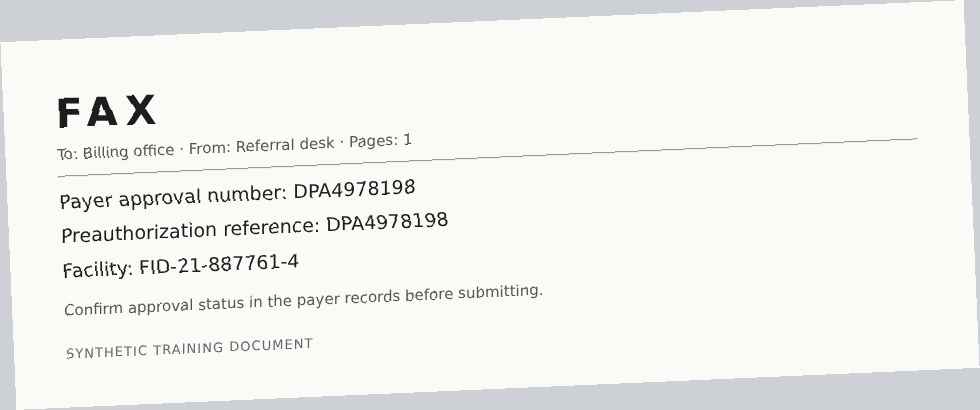 FAX
To: Billing office · From: Referral desk · Pages: 1
Payer approval number: DPA4978198
Preauthorization reference: DPA4978198
Facility: FID-21-887761-4
Confirm approval status in the payer records before submitting.
SYNTHETIC TRAINING DOCUMENT